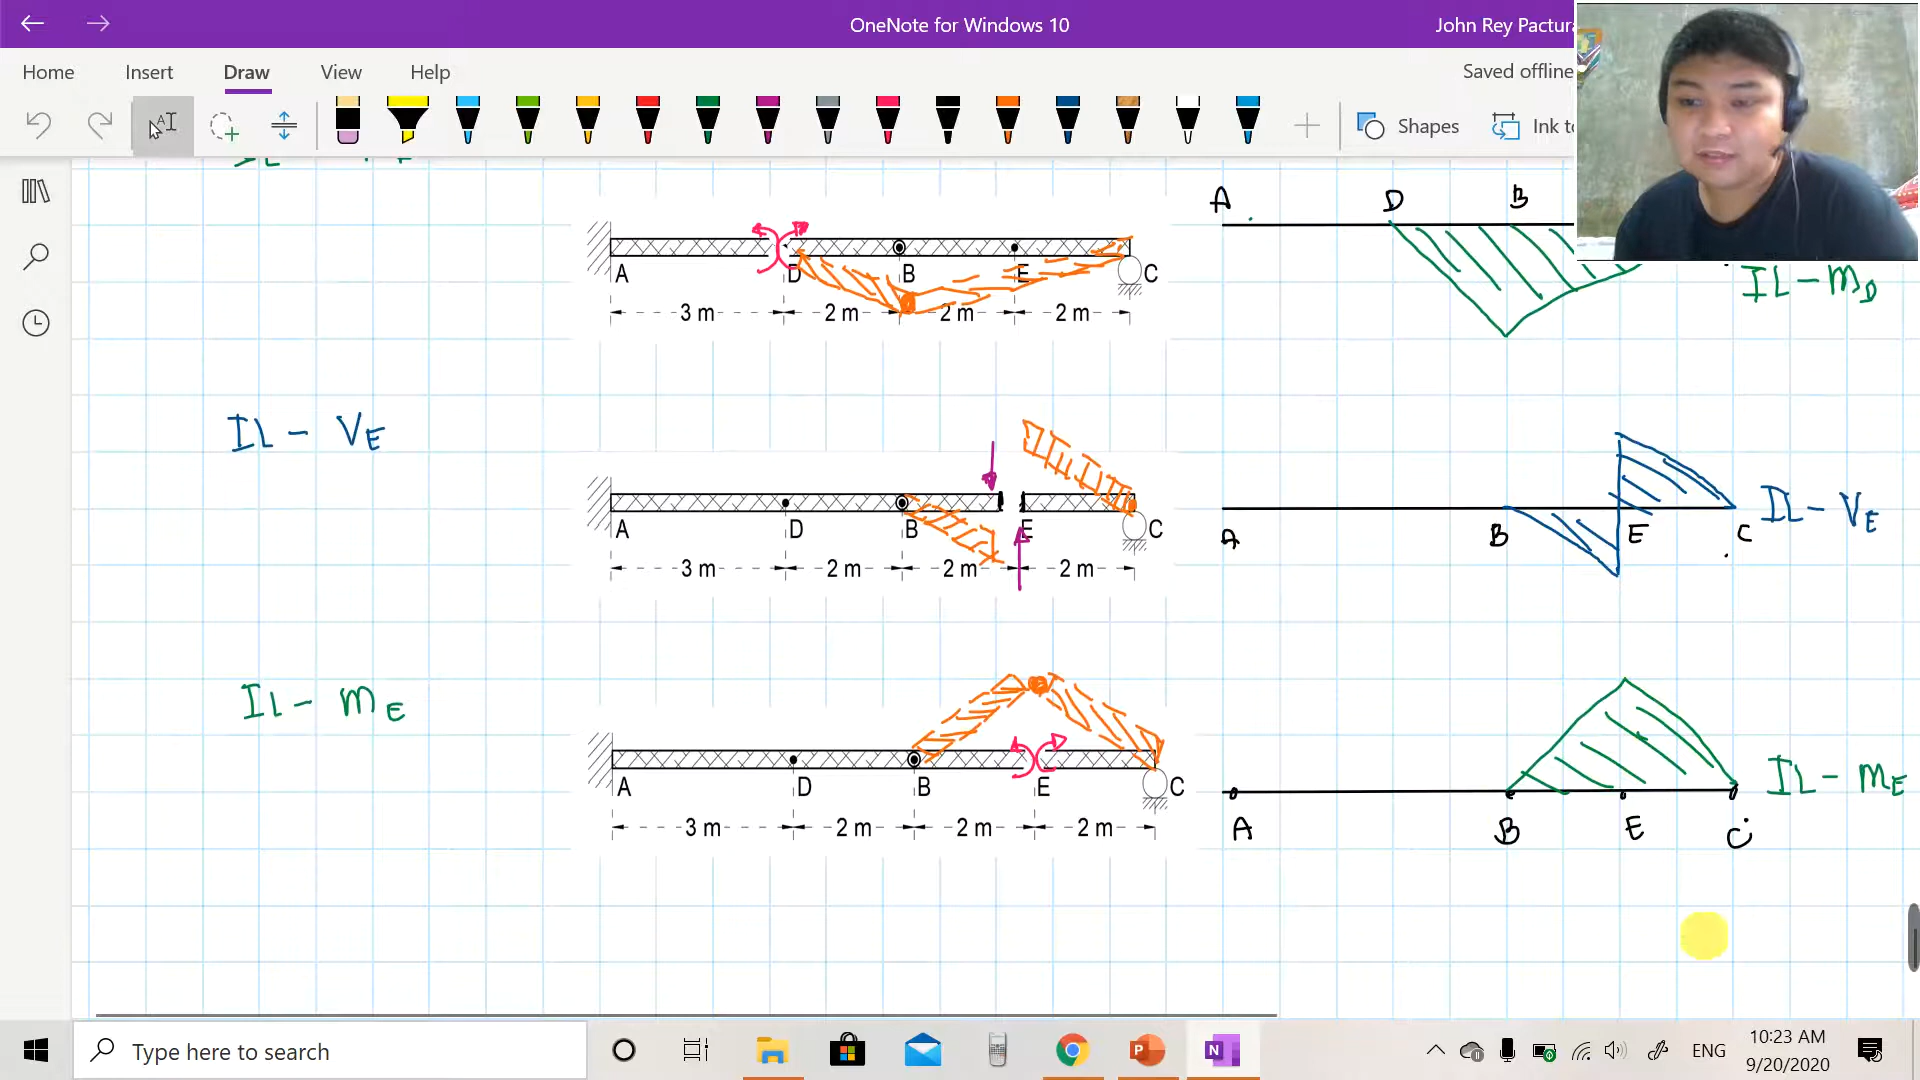 OneNote for Windows 10
John Rey Pactura
Home Insert Draw View Help
Saved offline
Shapes
Ink to
A D B
A D B E C
3 m 2 m 2 m 2 m
IL - MD
IL - VE
A D B E C
3 m 2 m 2 m 2 m
A B E C
IL - VE
IL - ME
A D B E C
3 m 2 m 2 m 2 m
A B E C
IL - ME
Type here to search
ENG
10:23 AM
9/20/2020